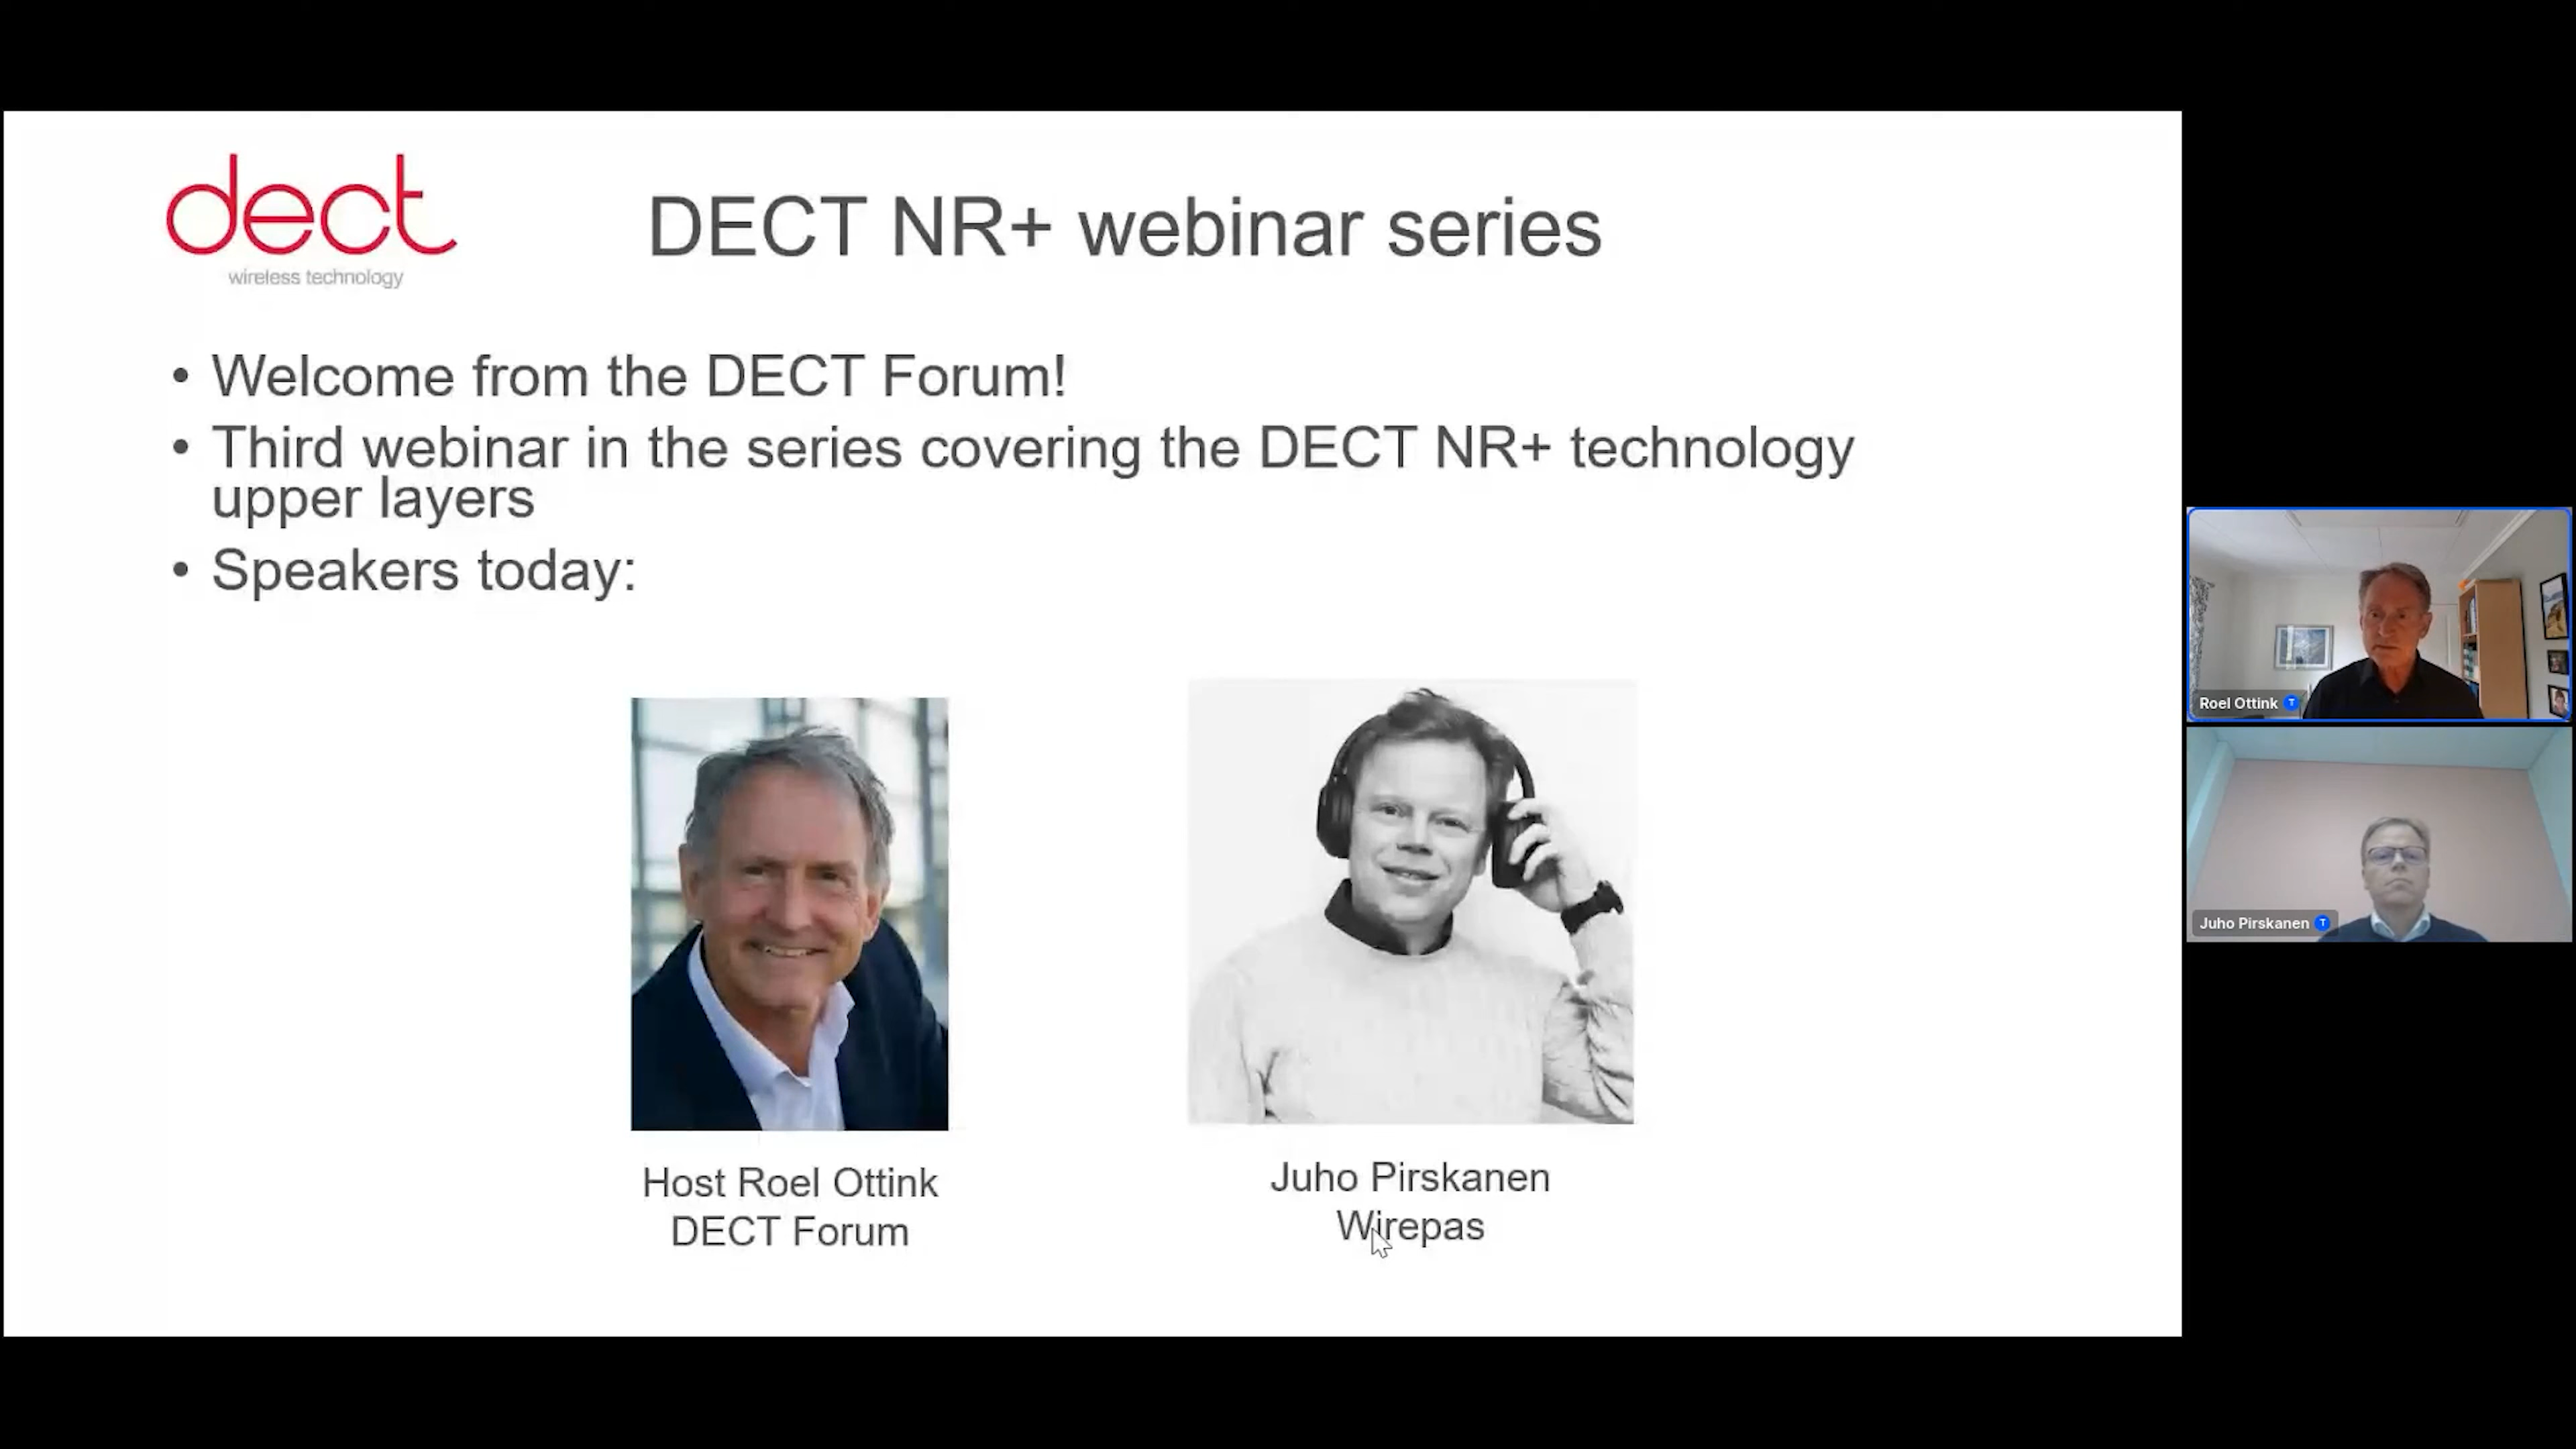 dect
wireless technology
DECT NR+ webinar series
• Welcome from the DECT Forum!
• Third webinar in the series covering the DECT NR+ technology
upper layers
• Speakers today:
Host Roel Ottink
DECT Forum
Juho Pirskanen
Wirepas
Roel Ottink T
Juho Pirskanen T